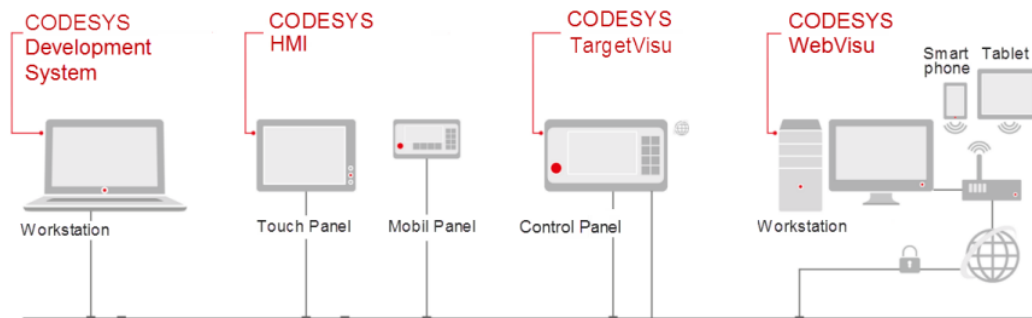 CODESYS
Development
System
CODESYS
HMI
CODESYS
TargetVisu
CODESYS
WebVisu
Smart
phone
Tablet
Workstation
Touch Panel
Mobil Panel
Control Panel
Workstation